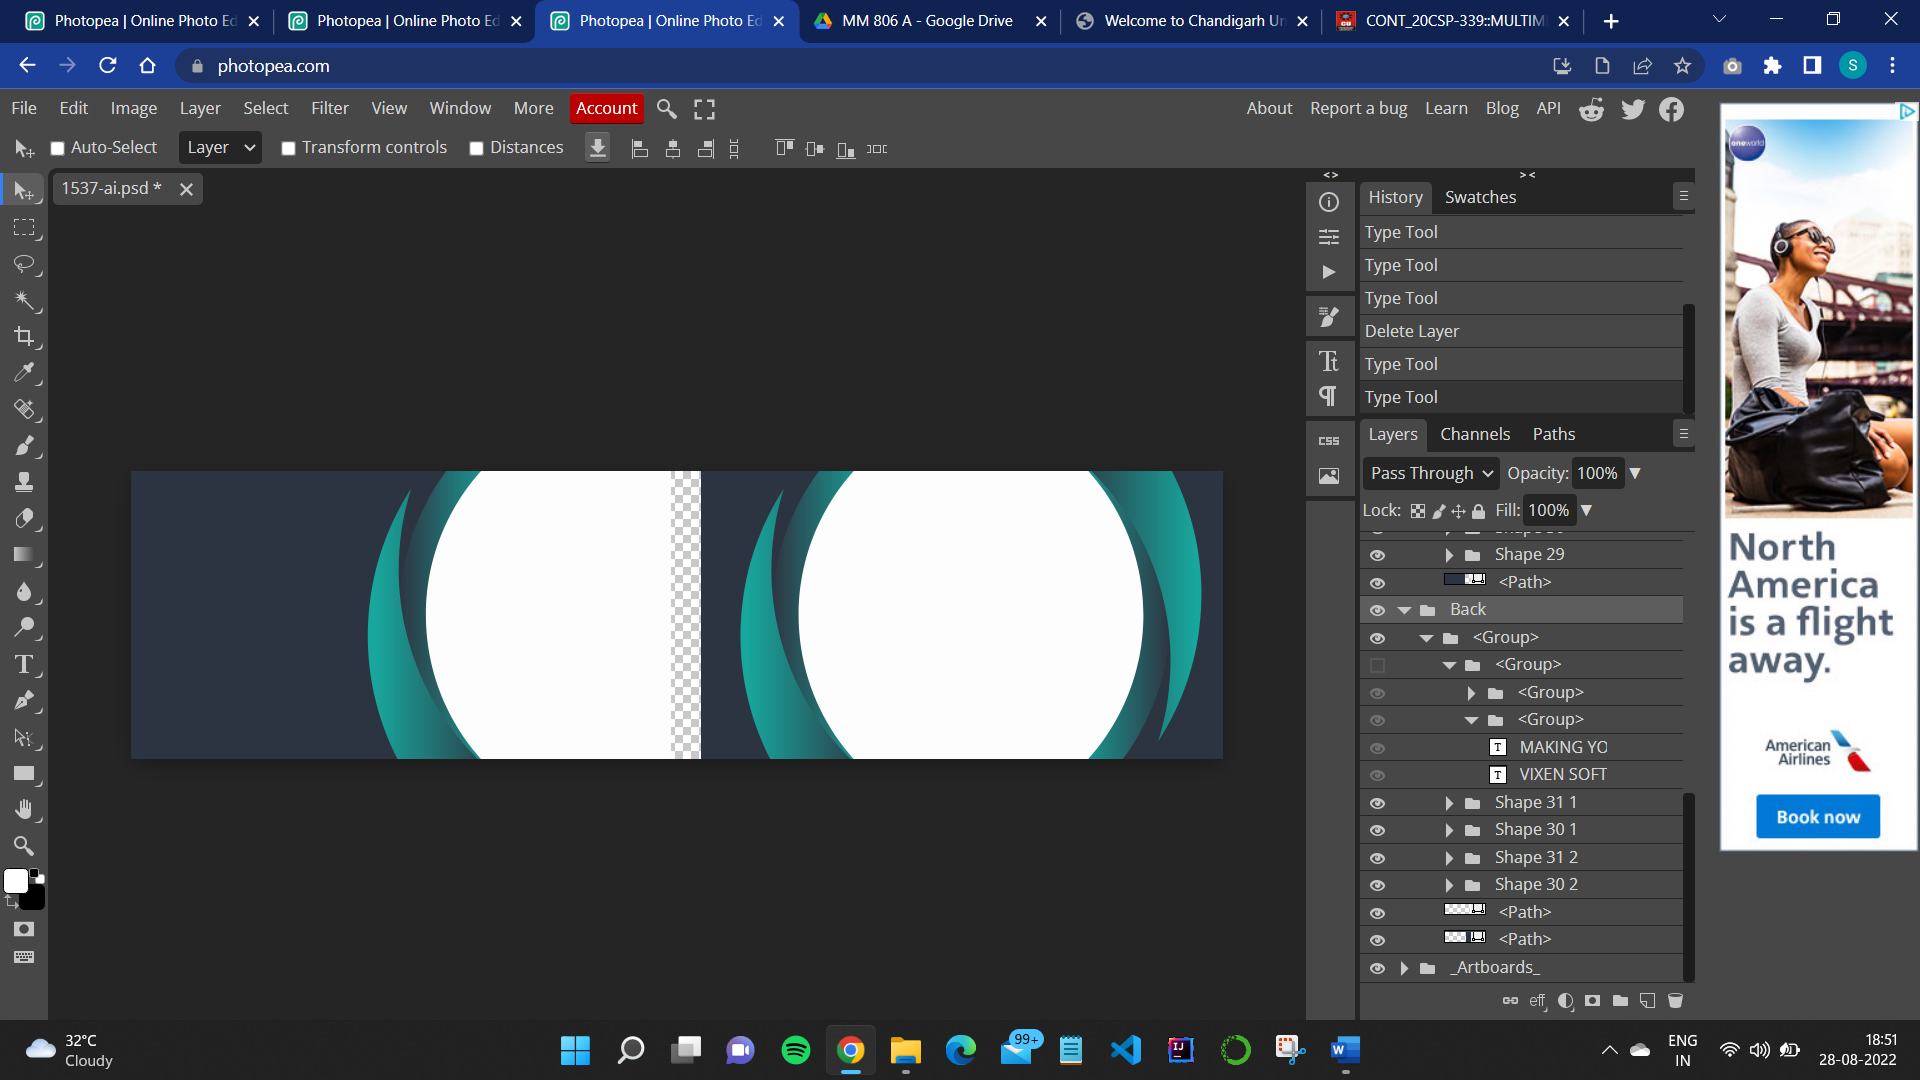 Photopea | Online Photo Ed
Photopea | Online Photo Ed
Photopea | Online Photo Ed
MM 806 A - Google Drive
Welcome to Chandigarh Un
CONT_20CSP-339::MULTIM
photopea.com
S
File Edit Image Layer Select Filter View Window More Account
About Report a bug Learn Blog API
Auto-Select Layer Transform controls Distances
1537-ai.psd *
< >
> <
History Swatches
Type Tool
Type Tool
Type Tool
Delete Layer
Type Tool
Type Tool
CSS
Layers Channels Paths
Pass Through Opacity: 100%
Lock: Fill: 100%
Shape 29
<Path>
Back
<Group>
<Group>
<Group>
<Group>
T MAKING YO
T VIXEN SOFT
Shape 31 1
Shape 30 1
Shape 31 2
Shape 30 2
<Path>
<Path>
_Artboards_
eff
oneworld
North
America
is a flight
away.
American
Airlines
Book now
32°C
Cloudy
99+
ENG
IN
18:51
28-08-2022